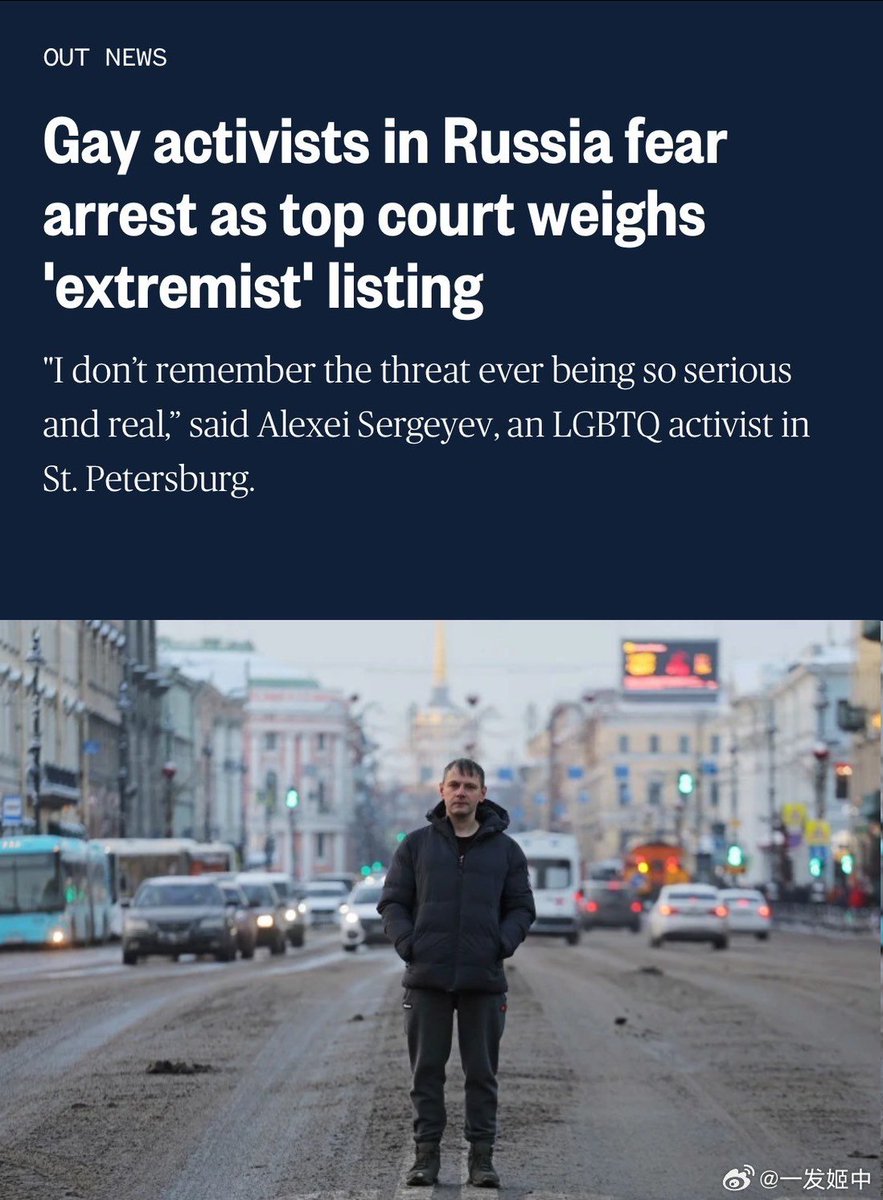 OUT NEWS
Gay activists in Russia fear
arrest as top court weighs
'extremist' listing
"I don’t remember the threat ever being so serious
and real,” said Alexei Sergeyev, an LGBTQ activist in
St. Petersburg.
@一发姬中